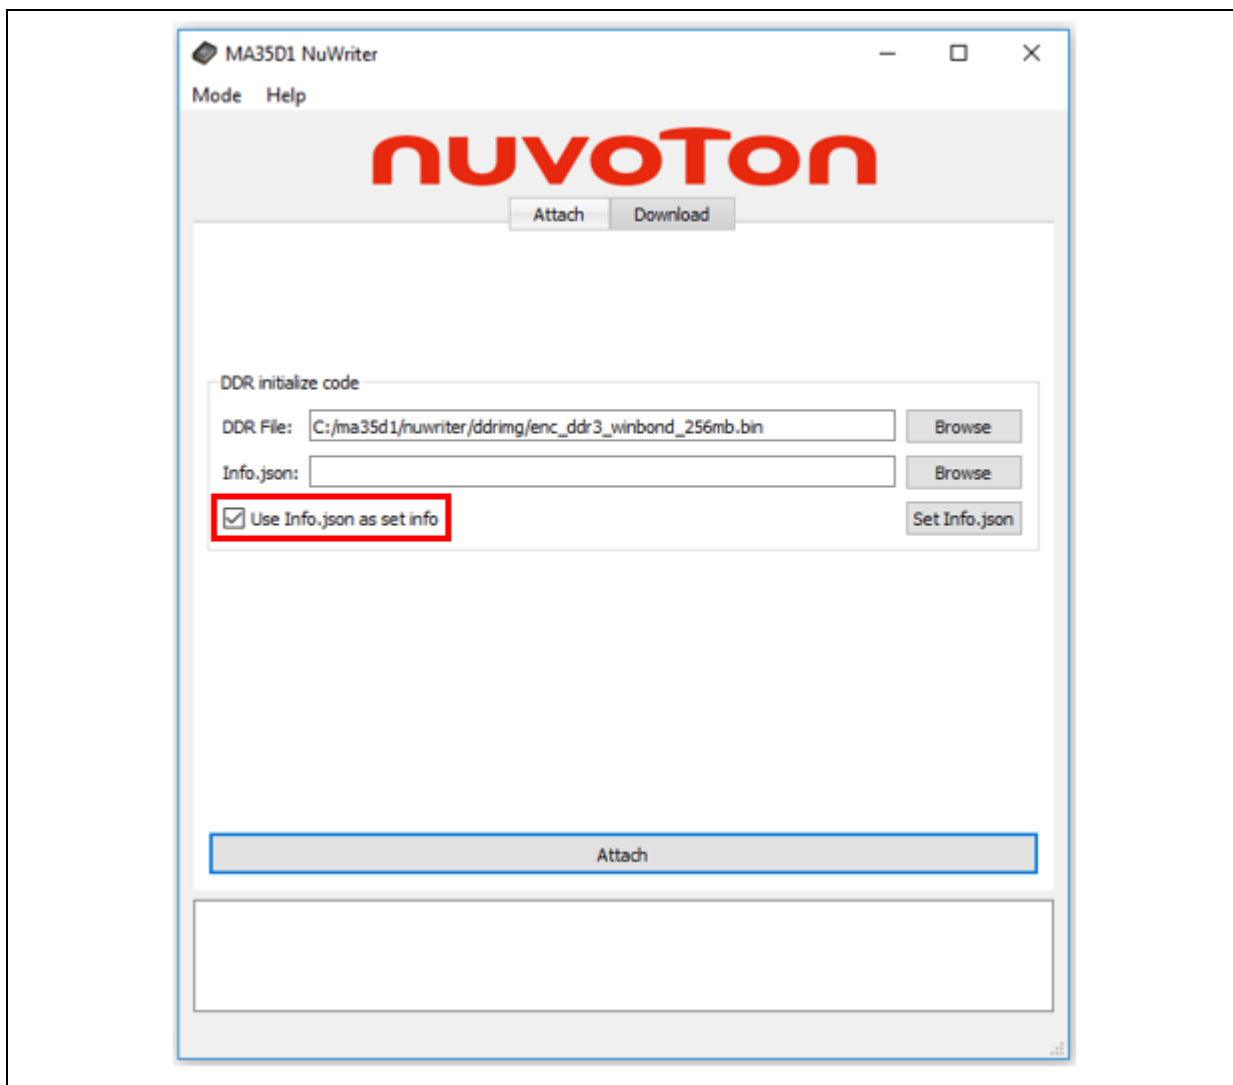 MA35D1 NuWriter
Mode Help
nuvoTon
Attach Download
DDR initialize code
DDR File: C:/ma35d1/nuwriter/ddrimg/enc_ddr3_winbond_256mb.bin Browse
Info.json: Browse
Use Info.json as set info Set Info.json
Attach